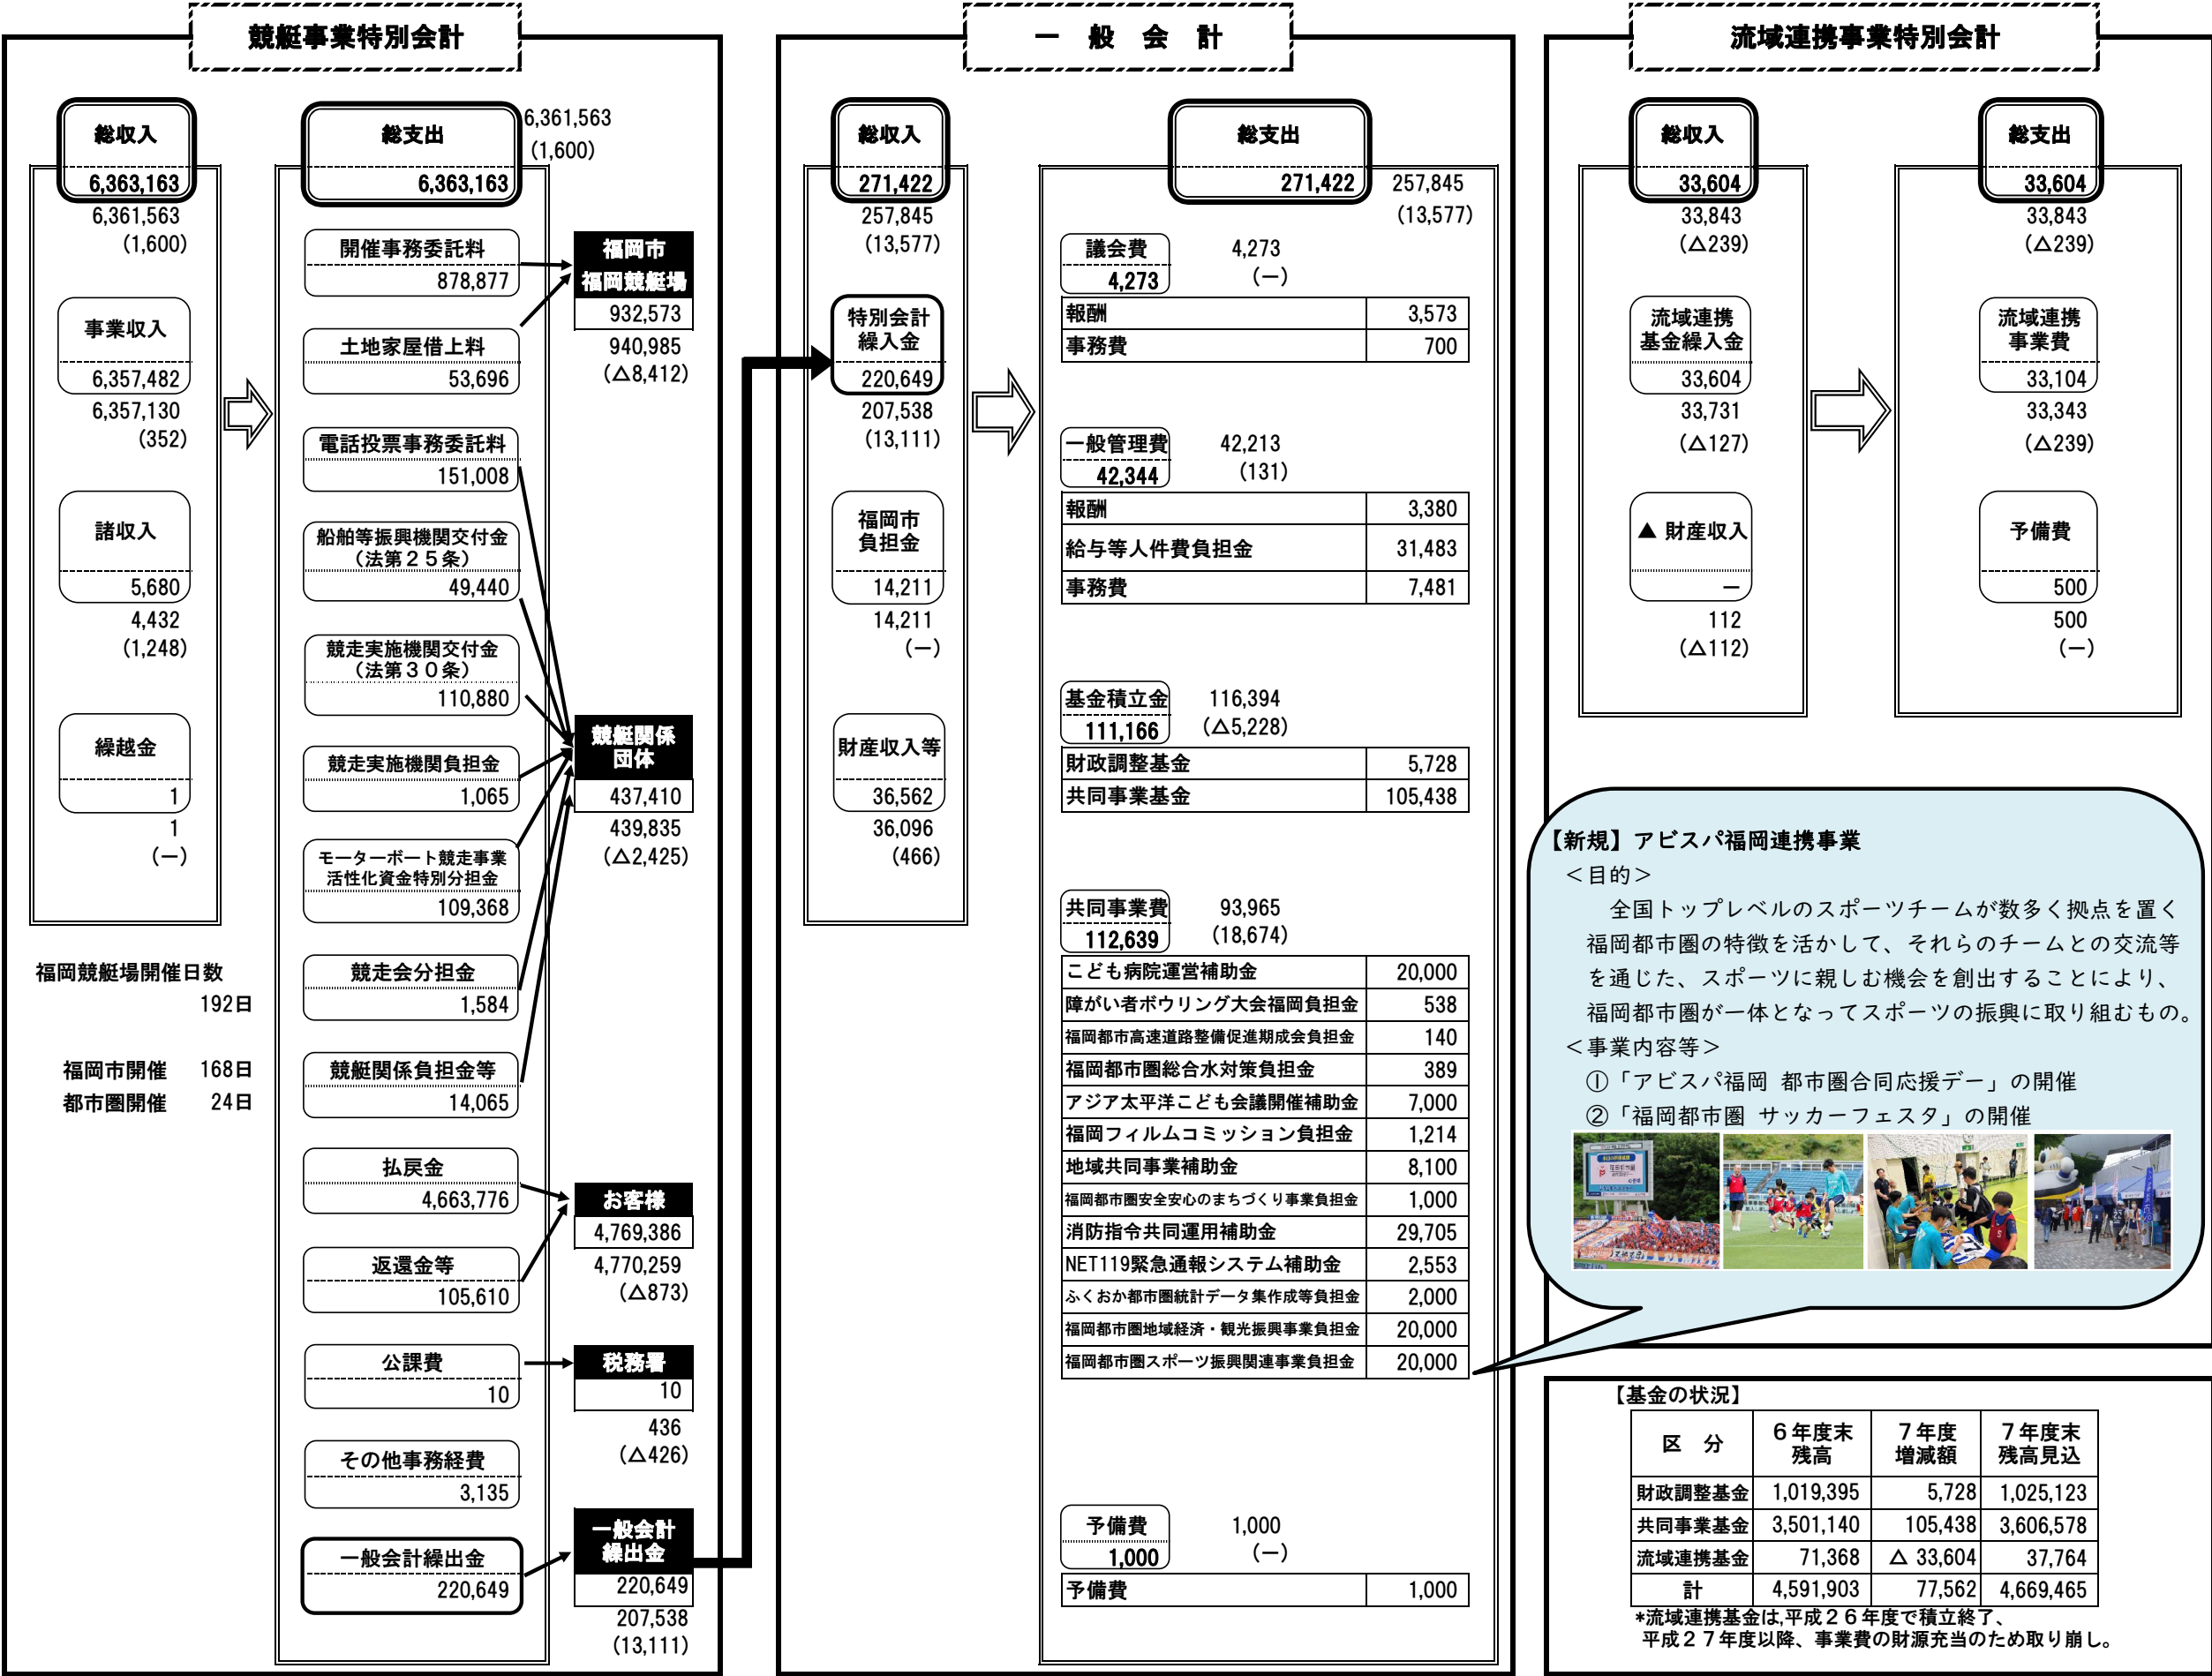 競艇事業特別会計
総収入
6,363,163
6,361,563
(1,600)
事業収入
6,357,482
6,357,130
(352)
諸収入
5,680
4,432
(1,248)
繰越金
1
1
(－)
福岡競艇場開催日数
192日
福岡市開催 168日
都市圏開催 24日
総支出
6,363,163
6,361,563
(1,600)
開催事務委託料
878,877
土地家屋借上料
53,696
電話投票事務委託料
151,008
船舶等振興機関交付金
（法第２５条）
49,440
競走実施機関交付金
（法第３０条）
110,880
競走実施機関負担金
1,065
モーターボート競走事業
活性化資金特別分担金
109,368
競走会分担金
1,584
競艇関係負担金等
14,065
払戻金
4,663,776
返還金等
105,610
公課費
10
その他事務経費
3,135
一般会計繰出金
220,649
福岡市
福岡競艇場
932,573
940,985
(△8,412)
競艇関係
団体
437,410
439,835
(△2,425)
お客様
4,769,386
4,770,259
(△873)
税務署
10
436
(△426)
一般会計
繰出金
220,649
207,538
(13,111)
一 般 会 計
総収入
271,422
257,845
(13,577)
特別会計
繰入金
220,649
207,538
(13,111)
福岡市
負担金
14,211
14,211
(－)
財産収入等
36,562
36,096
(466)
総支出
271,422
257,845
(13,577)
議会費 4,273
4,273 (－)
報酬 3,573
事務費 700
一般管理費 42,213
42,344 (131)
報酬 3,380
給与等人件費負担金 31,483
事務費 7,481
基金積立金 116,394
111,166 (△5,228)
財政調整基金 5,728
共同事業基金 105,438
共同事業費 93,965
112,639 (18,674)
こども病院運営補助金 20,000
障がい者ボウリング大会福岡負担金 538
福岡都市高速道路整備促進期成会負担金 140
福岡都市圏総合水対策負担金 389
アジア太平洋こども会議開催補助金 7,000
福岡フィルムコミッション負担金 1,214
地域共同事業補助金 8,100
福岡都市圏安全安心のまちづくり事業負担金 1,000
消防指令共同運用補助金 29,705
NET119緊急通報システム補助金 2,553
ふくおか都市圏統計データ集作成等負担金 2,000
福岡都市圏地域経済・観光振興事業負担金 20,000
福岡都市圏スポーツ振興関連事業負担金 20,000
予備費 1,000
1,000 (－)
予備費 1,000
流域連携事業特別会計
総収入
33,604
33,843
(△239)
流域連携
基金繰入金
33,604
33,731
(△127)
▲ 財産収入
－
112
(△112)
総支出
33,604
33,843
(△239)
流域連携
事業費
33,104
33,343
(△239)
予備費
500
500
(－)
【新規】アビスパ福岡連携事業
＜目的＞
全国トップレベルのスポーツチームが数多く拠点を置く
福岡都市圏の特徴を活かして、それらのチームとの交流等
を通じた、スポーツに親しむ機会を創出することにより、
福岡都市圏が一体となってスポーツの振興に取り組むもの。
＜事業内容等＞
①「アビスパ福岡 都市圏合同応援デー」の開催
②「福岡都市圏 サッカーフェスタ」の開催
【基金の状況】
区 分 ６年度末残高 ７年度増減額 ７年度末残高見込
財政調整基金 1,019,395 5,728 1,025,123
共同事業基金 3,501,140 105,438 3,606,578
流域連携基金 71,368 △ 33,604 37,764
計 4,591,903 77,562 4,669,465
*流域連携基金は,平成２６年度で積立終了、
平成２７年度以降、事業費の財源充当のため取り崩し。